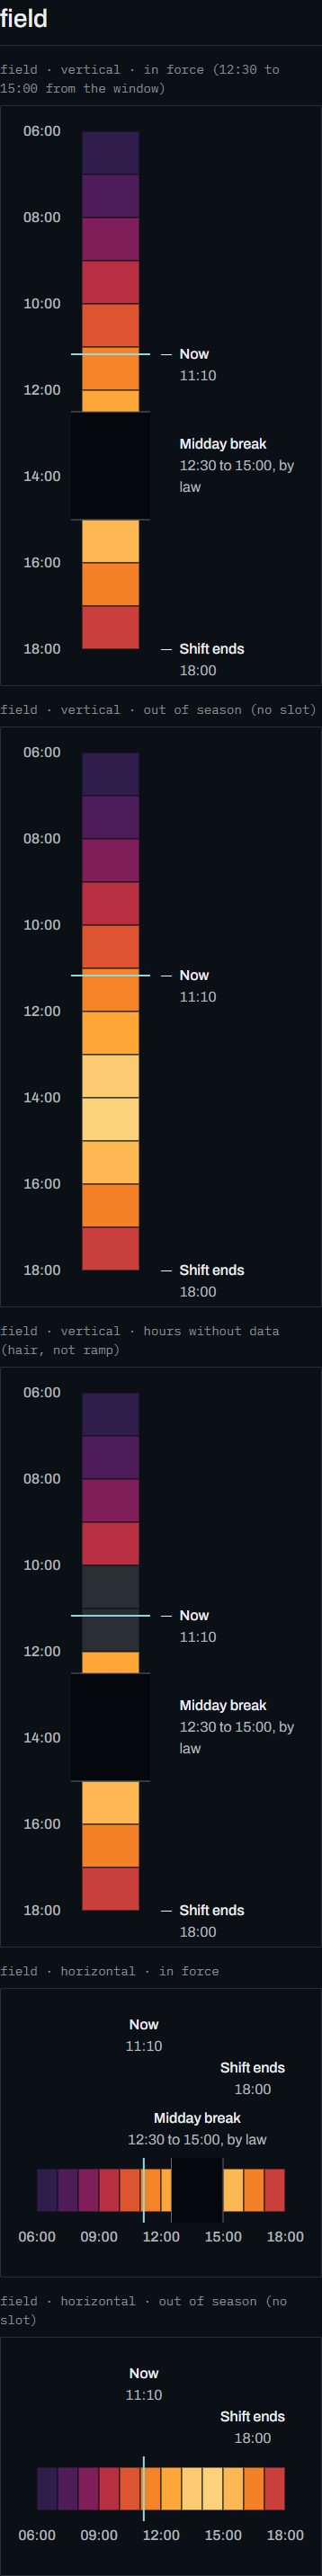 field
field · vertical · in force (12:30 to
15:00 from the window)
06:00
08:00
10:00
Now
11:10
12:00
Midday break
12:30 to 15:00, by
law
14:00
16:00
18:00
Shift ends
18:00
field · vertical · out of season (no slot)
06:00
08:00
10:00
Now
11:10
12:00
14:00
16:00
18:00
Shift ends
18:00
field · vertical · hours without data
(hair, not ramp)
06:00
08:00
10:00
Now
11:10
12:00
Midday break
12:30 to 15:00, by
law
14:00
16:00
18:00
Shift ends
18:00
field · horizontal · in force
Now
11:10
Shift ends
18:00
Midday break
12:30 to 15:00, by law
06:00 09:00 12:00 15:00 18:00
field · horizontal · out of season (no
slot)
Now
11:10
Shift ends
18:00
06:00 09:00 12:00 15:00 18:00